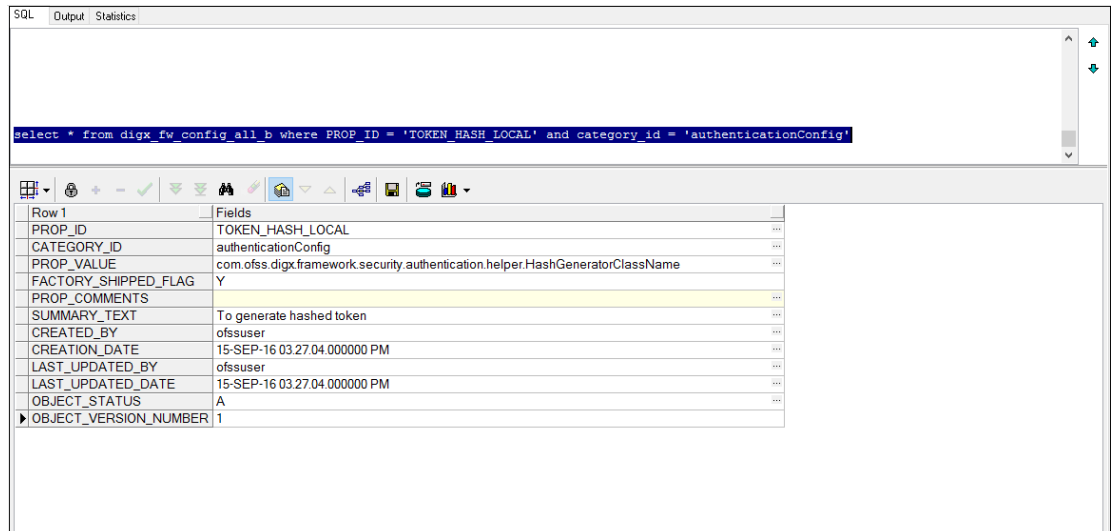 SQL Output Statistics
select * from digx_fw_config_all_b where PROP_ID = 'TOKEN_HASH_LOCAL' and category_id = 'authenticationConfig'
Row 1 Fields
PROP_ID TOKEN_HASH_LOCAL
CATEGORY_ID authenticationConfig
PROP_VALUE com.ofss.digx.framework.security.authentication.helper.HashGeneratorClassName
FACTORY_SHIPPED_FLAG Y
PROP_COMMENTS
SUMMARY_TEXT To generate hashed token
CREATED_BY ofssuser
CREATION_DATE 15-SEP-16 03.27.04.000000 PM
LAST_UPDATED_BY ofssuser
LAST_UPDATED_DATE 15-SEP-16 03.27.04.000000 PM
OBJECT_STATUS A
OBJECT_VERSION_NUMBER 1